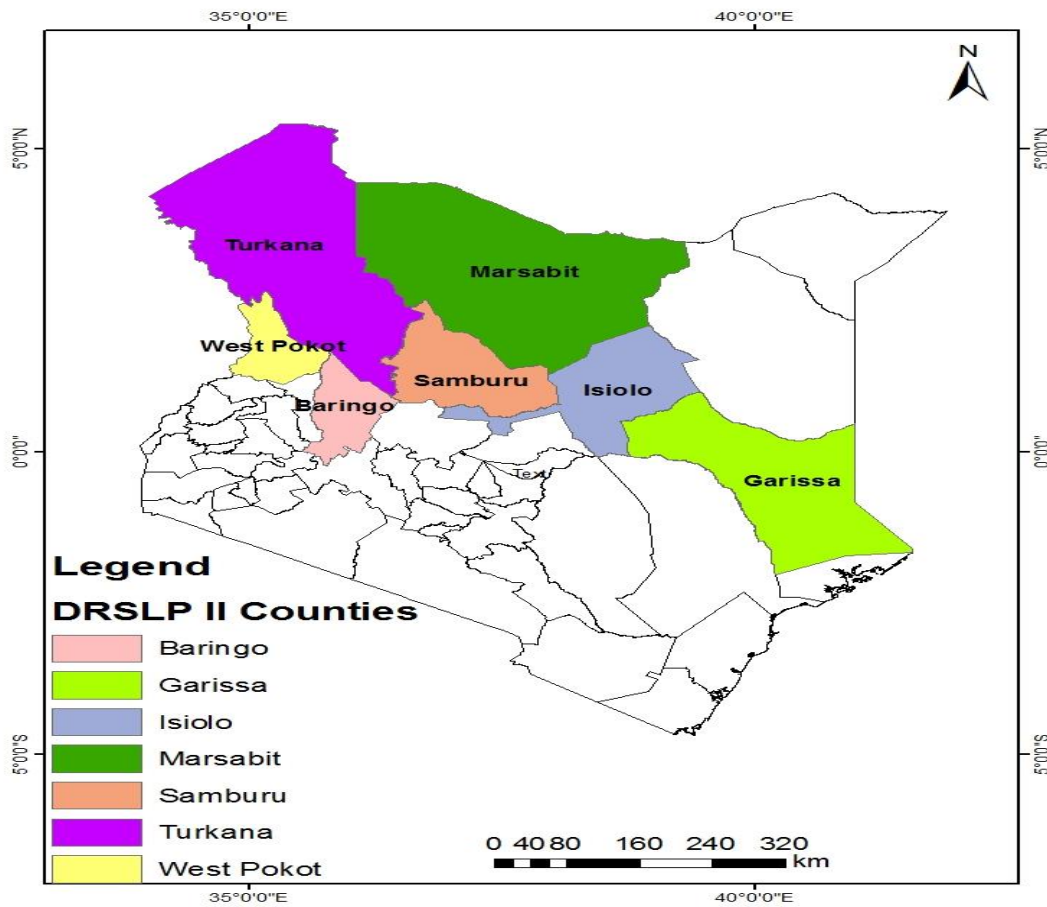 35°0'0"E 40°0'0"E
N
5°0'0"N 5°0'0"N
Turkana
Marsabit
West Pokot
Samburu
Isiolo
Baringo
0°0'0" 0°0'0"
Text
Garissa
Legend
DRSLP II Counties
Baringo
Garissa
Isiolo
Marsabit
Samburu
Turkana
West Pokot
5°0'0"S 5°0'0"S
0 40 80 160 240 320
km
35°0'0"E 40°0'0"E